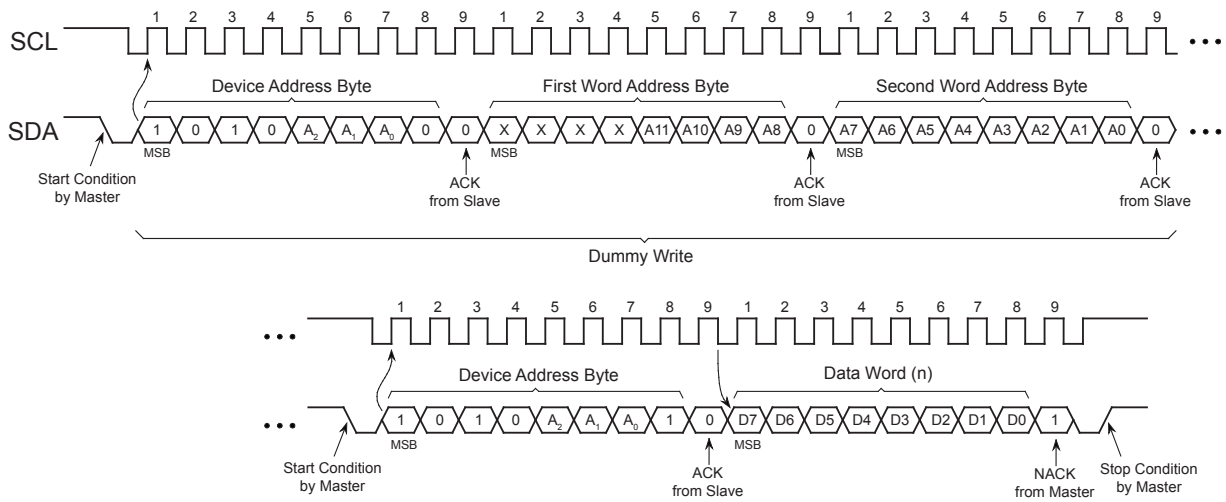 SCL 1 2 3 4 5 6 7 8 9 1 2 3 4 5 6 7 8 9 1 2 3 4 5 6 7 8 9 •••
Device Address Byte First Word Address Byte Second Word Address Byte
SDA 1 0 1 0 A2 A1 A0 0 0 X X X X A11 A10 A9 A8 0 A7 A6 A5 A4 A3 A2 A1 A0 0 •••
MSB MSB MSB
Start Condition
by Master
ACK
from Slave
ACK
from Slave
ACK
from Slave
Dummy Write
••• 1 2 3 4 5 6 7 8 9 1 2 3 4 5 6 7 8 9
Device Address Byte Data Word (n)
••• 1 0 1 0 A2 A1 A0 1 0 D7 D6 D5 D4 D3 D2 D1 D0 1
MSB MSB
Start Condition
by Master
ACK
from Slave
NACK
from Master
Stop Condition
by Master